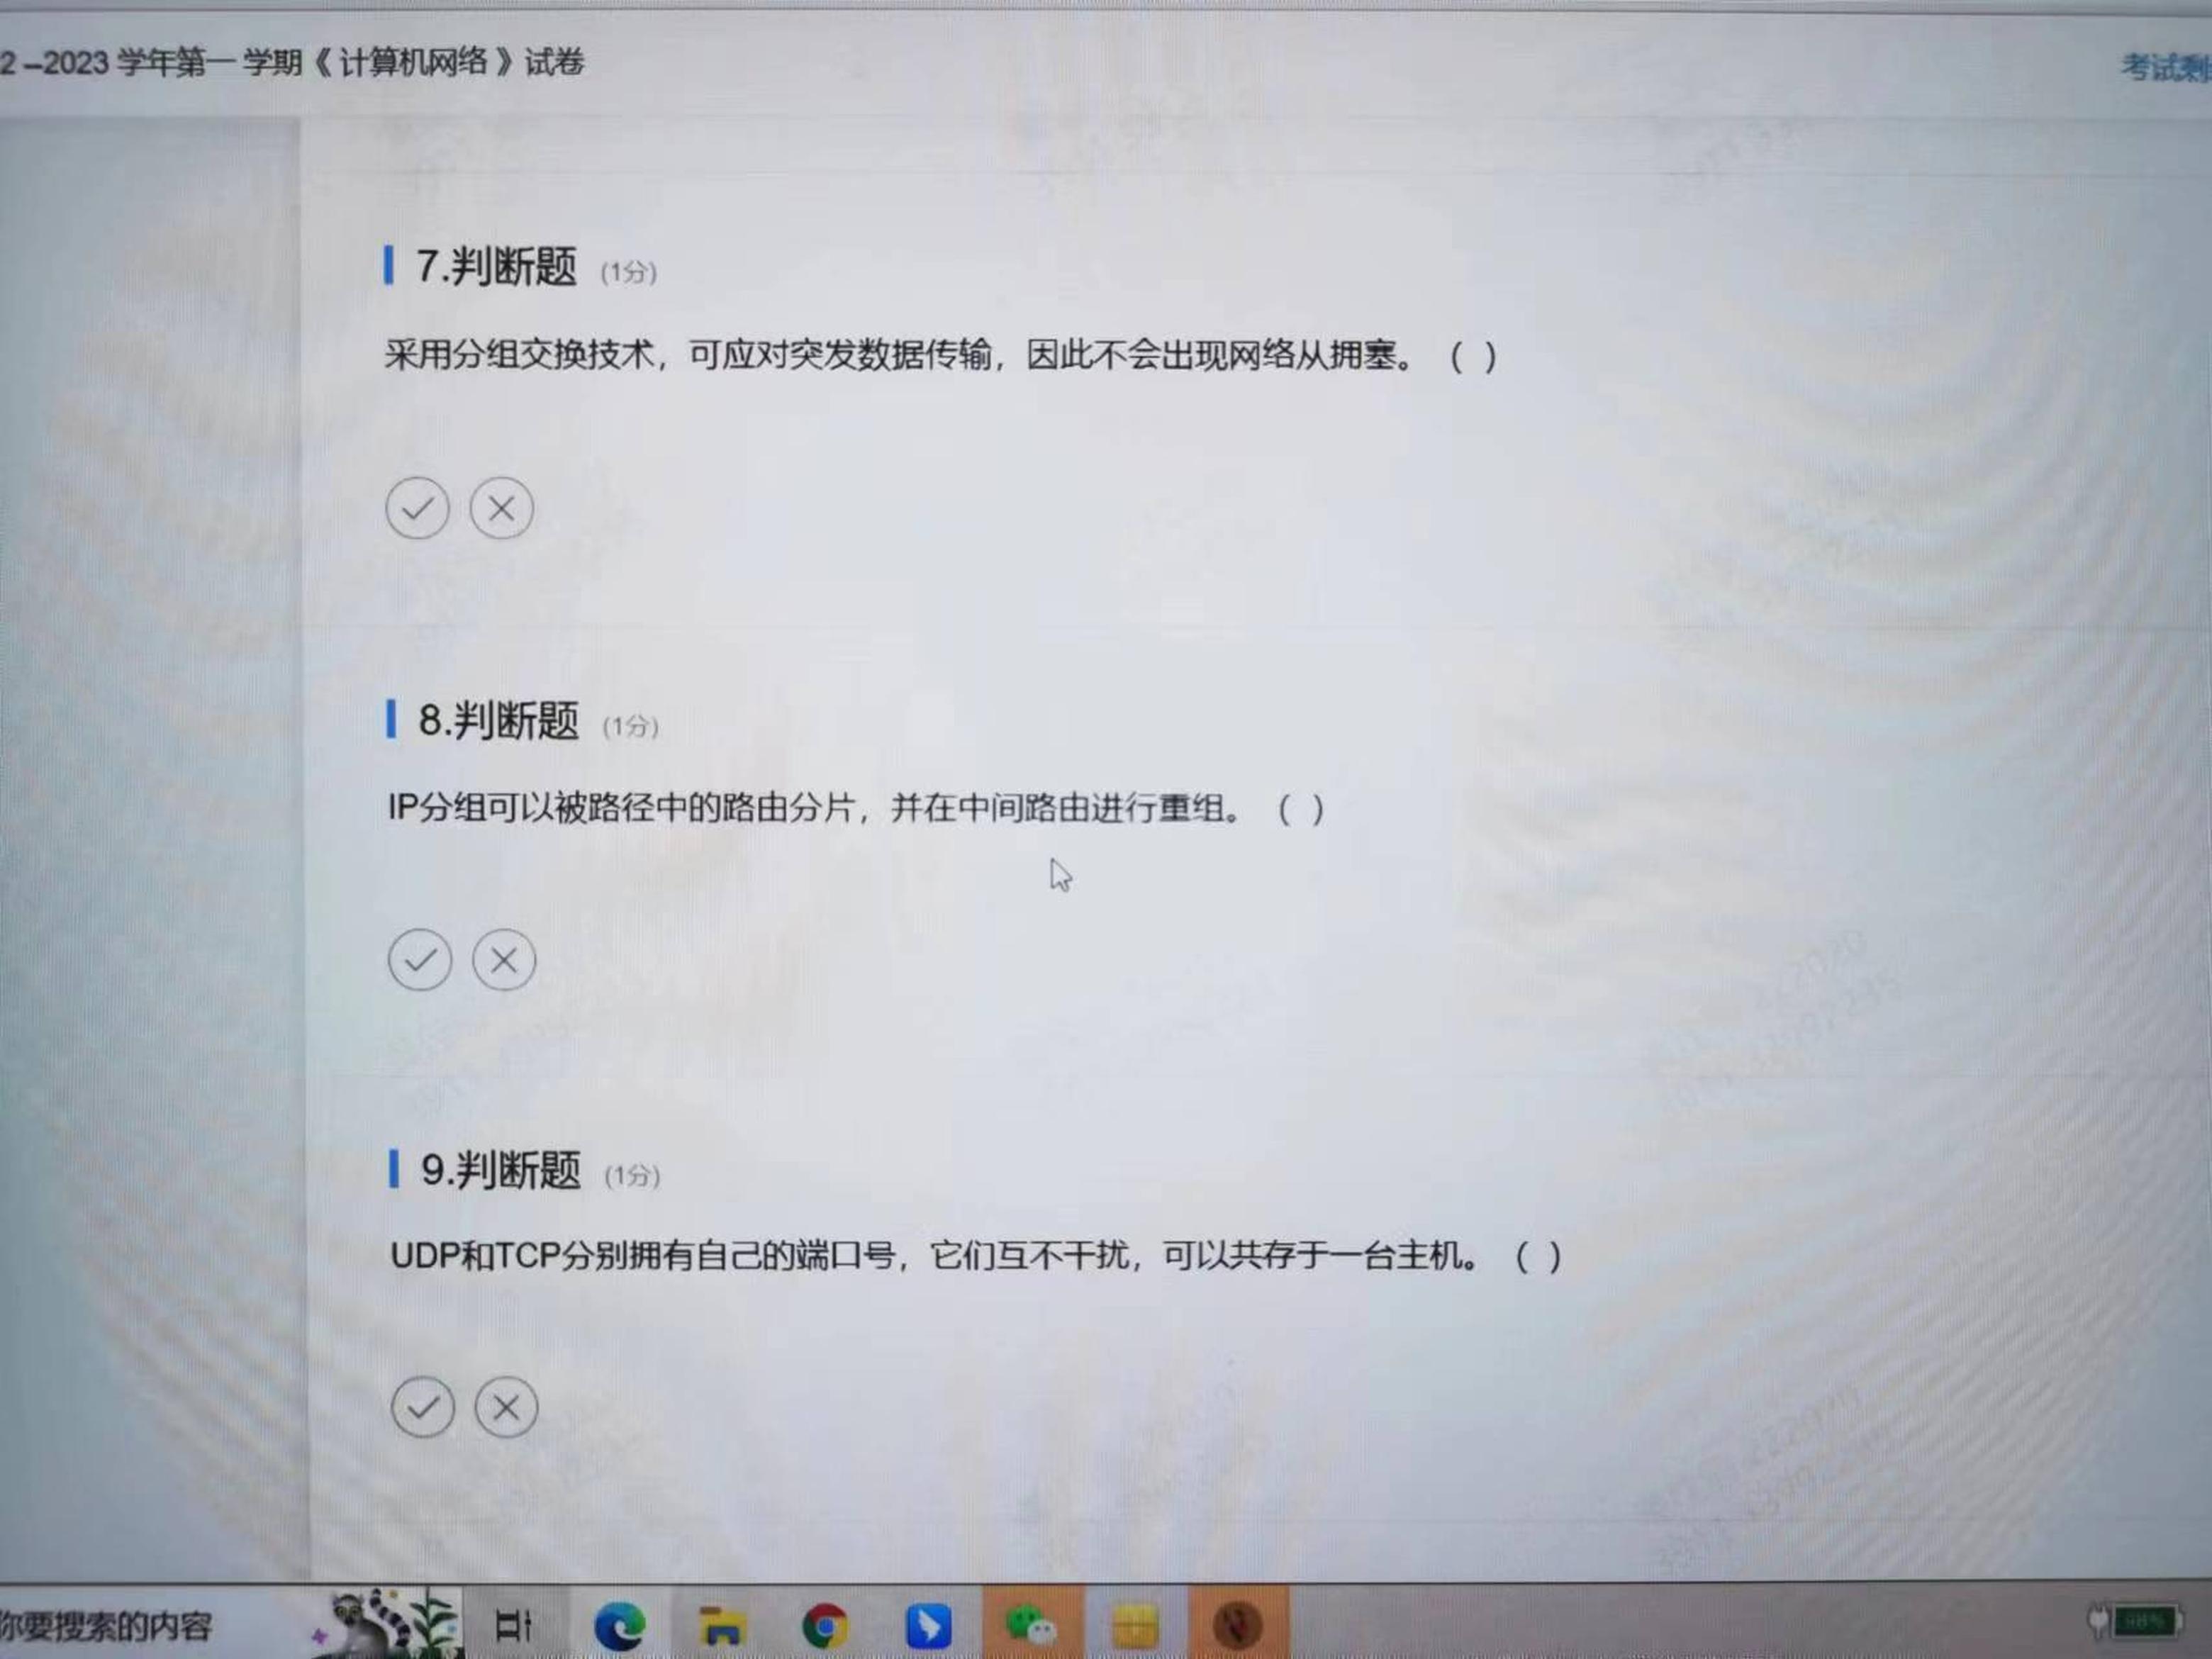 2–2023 学年第一 学期《 计算机网络 》试卷
考试剩
7.判断题 (1分)
采用分组交换技术，可应对突发数据传输，因此不会出现网络从拥塞。（ ）
8.判断题 (1分)
IP分组可以被路径中的路由分片，并在中间路由进行重组。（ ）
9.判断题 (1分)
UDP和TCP分别拥有自己的端口号，它们互不干扰，可以共存于一台主机。（ ）
你要搜索的内容
98%